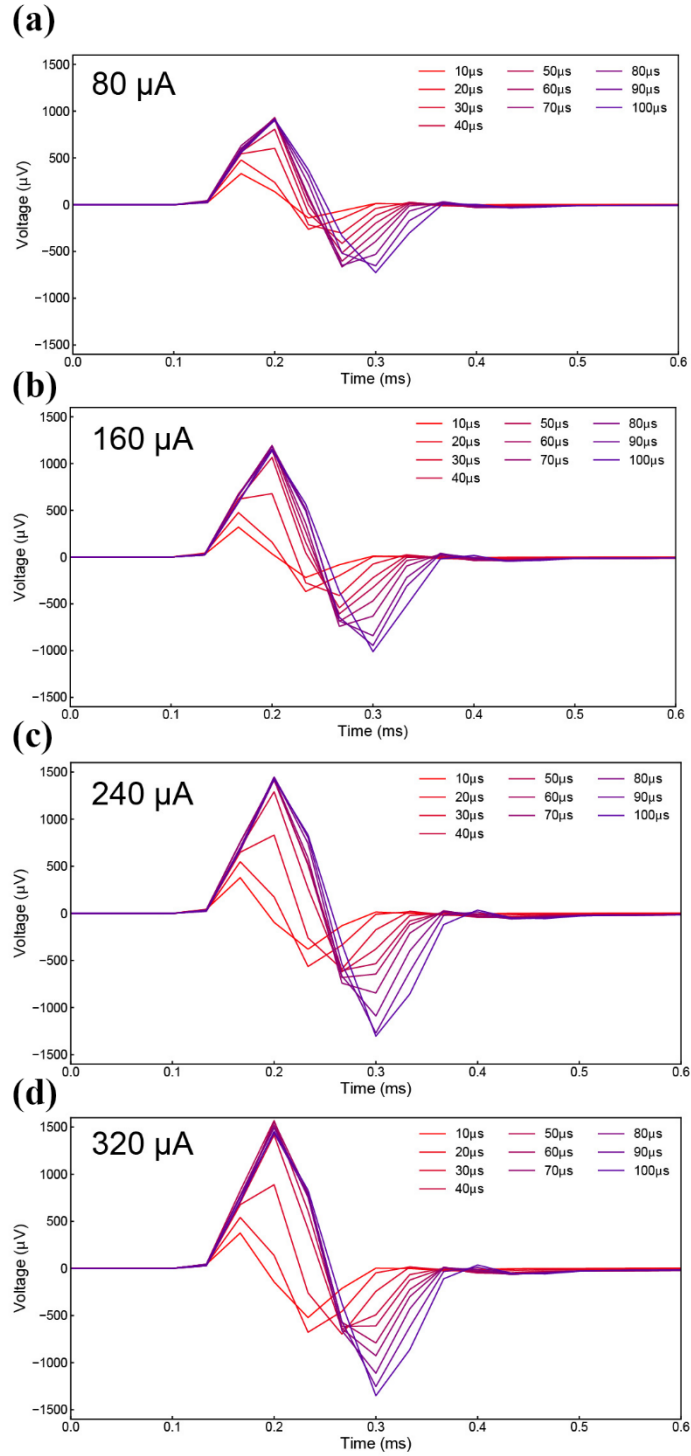 (a)
80 µA
10µs 50µs 80µs
20µs 60µs 90µs
30µs 70µs 100µs
40µs
1500
1000
500
0
−500
−1000
−1500
Voltage (µV)
0.0 0.1 0.2 0.3 0.4 0.5 0.6
Time (ms)
(b)
160 µA
10µs 50µs 80µs
20µs 60µs 90µs
30µs 70µs 100µs
40µs
1500
1000
500
0
−500
−1000
−1500
Voltage (µV)
0.0 0.1 0.2 0.3 0.4 0.5 0.6
Time (ms)
(c)
240 µA
10µs 50µs 80µs
20µs 60µs 90µs
30µs 70µs 100µs
40µs
1500
1000
500
0
−500
−1000
−1500
Voltage (µV)
0.0 0.1 0.2 0.3 0.4 0.5 0.6
Time (ms)
(d)
320 µA
10µs 50µs 80µs
20µs 60µs 90µs
30µs 70µs 100µs
40µs
1500
1000
500
0
−500
−1000
−1500
Voltage (µV)
0.0 0.1 0.2 0.3 0.4 0.5 0.6
Time (ms)